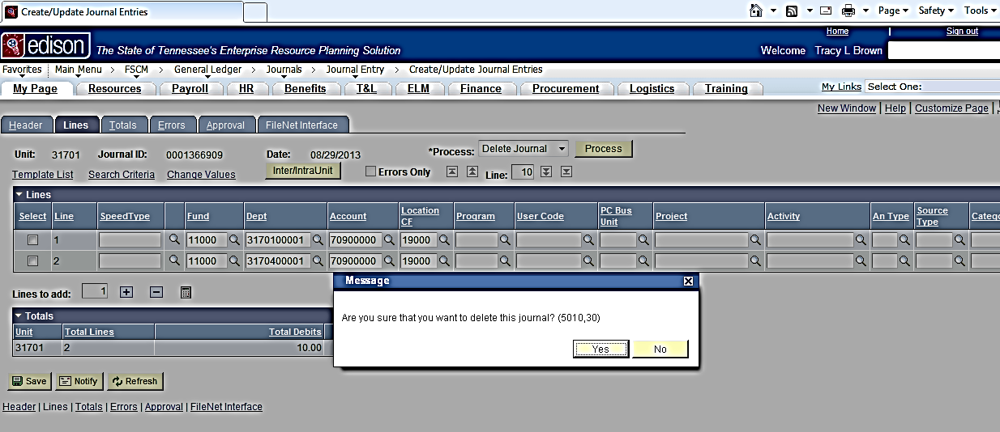 Create/Update Journal Entries
Page Safety Tools
Home Sign out
edison The State of Tennessee's Enterprise Resource Planning Solution Welcome Tracy L Brown
Favorites Main Menu > FSCM > General Ledger > Journals > Journal Entry > Create/Update Journal Entries
My Page Resources Payroll HR Benefits T&L ELM Finance Procurement Logistics Training My Links Select One:
New Window | Help | Customize Page |
Header Lines Totals Errors Approval FileNet Interface
Unit: 31701 Journal ID: 0001366909 Date: 08/29/2013 *Process: Delete Journal Process
Template List Search Criteria Change Values Inter/IntraUnit Errors Only Line: 10
Lines
Select Line SpeedType Fund Dept Account Location CF Program User Code PC Bus Unit Project Activity An Type Source Type Catego
1 11000 3170100001 70900000 19000
2 11000 3170400001 70900000 19000
Lines to add: 1
Message
Are you sure that you want to delete this journal? (5010,30)
Yes No
Totals
Unit Total Lines Total Debits
31701 2 10.00
Save Notify Refresh
Header | Lines | Totals | Errors | Approval | FileNet Interface